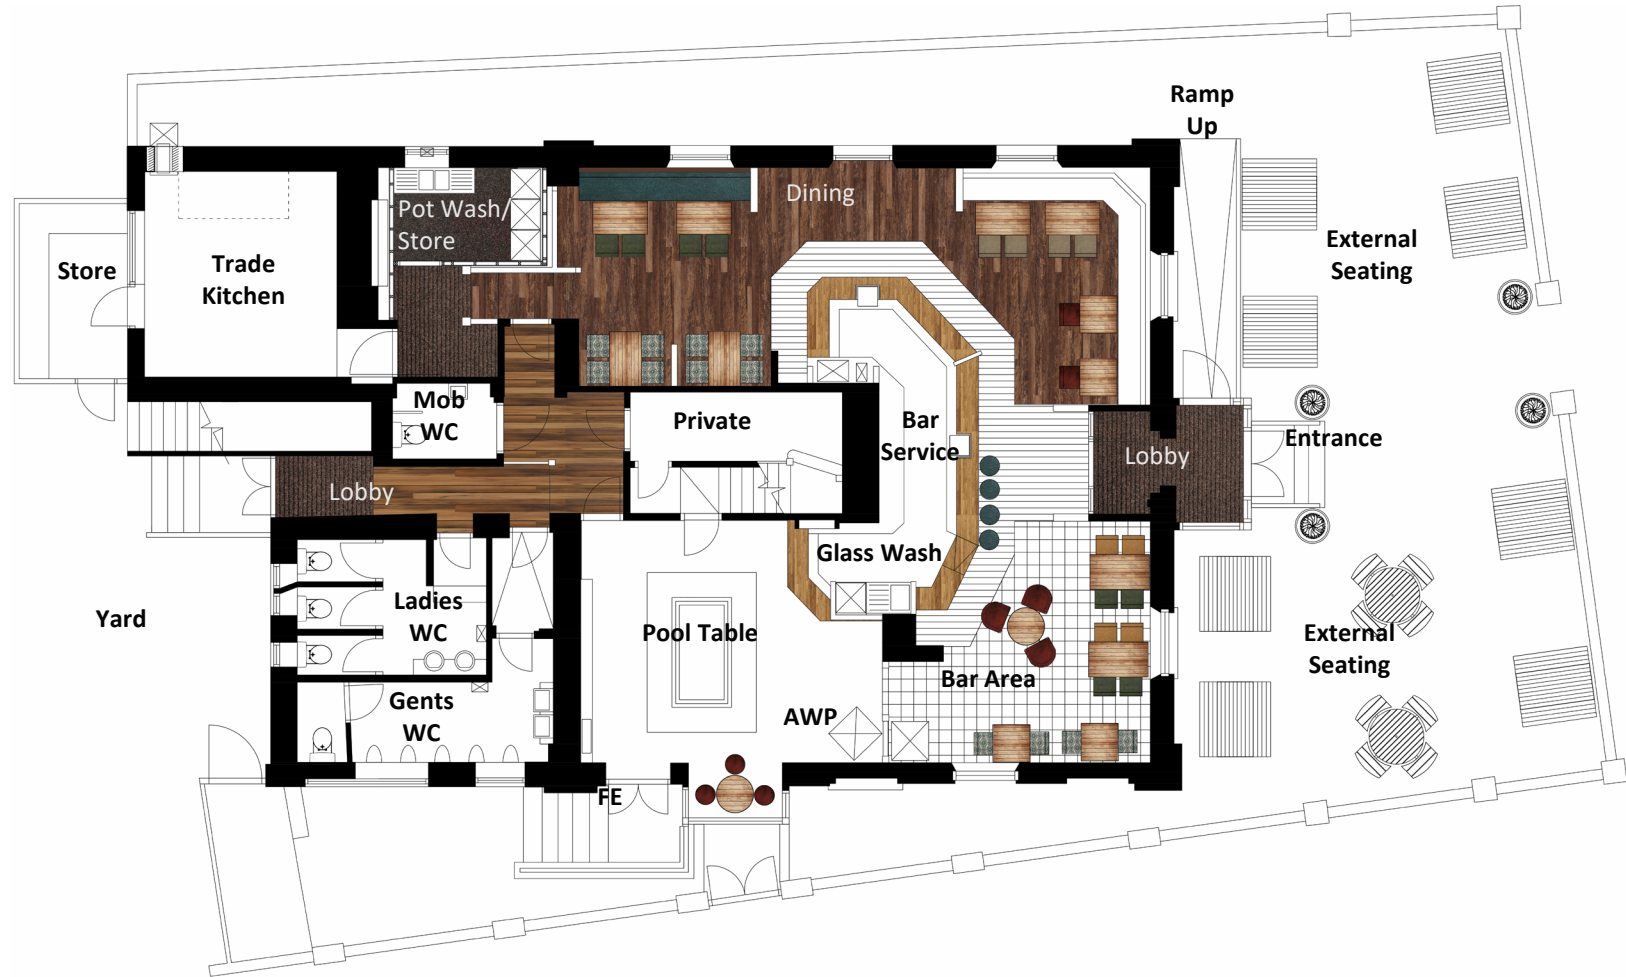 Ramp
Up
Dining
Pot Wash/
Store
External
Seating
Store
Trade
Kitchen
Mob
WC
Private
Bar
Service
Entrance
Lobby
Lobby
Glass Wash
Ladies
WC
Yard
Pool Table
External
Seating
Bar Area
Gents
WC
AWP
FE